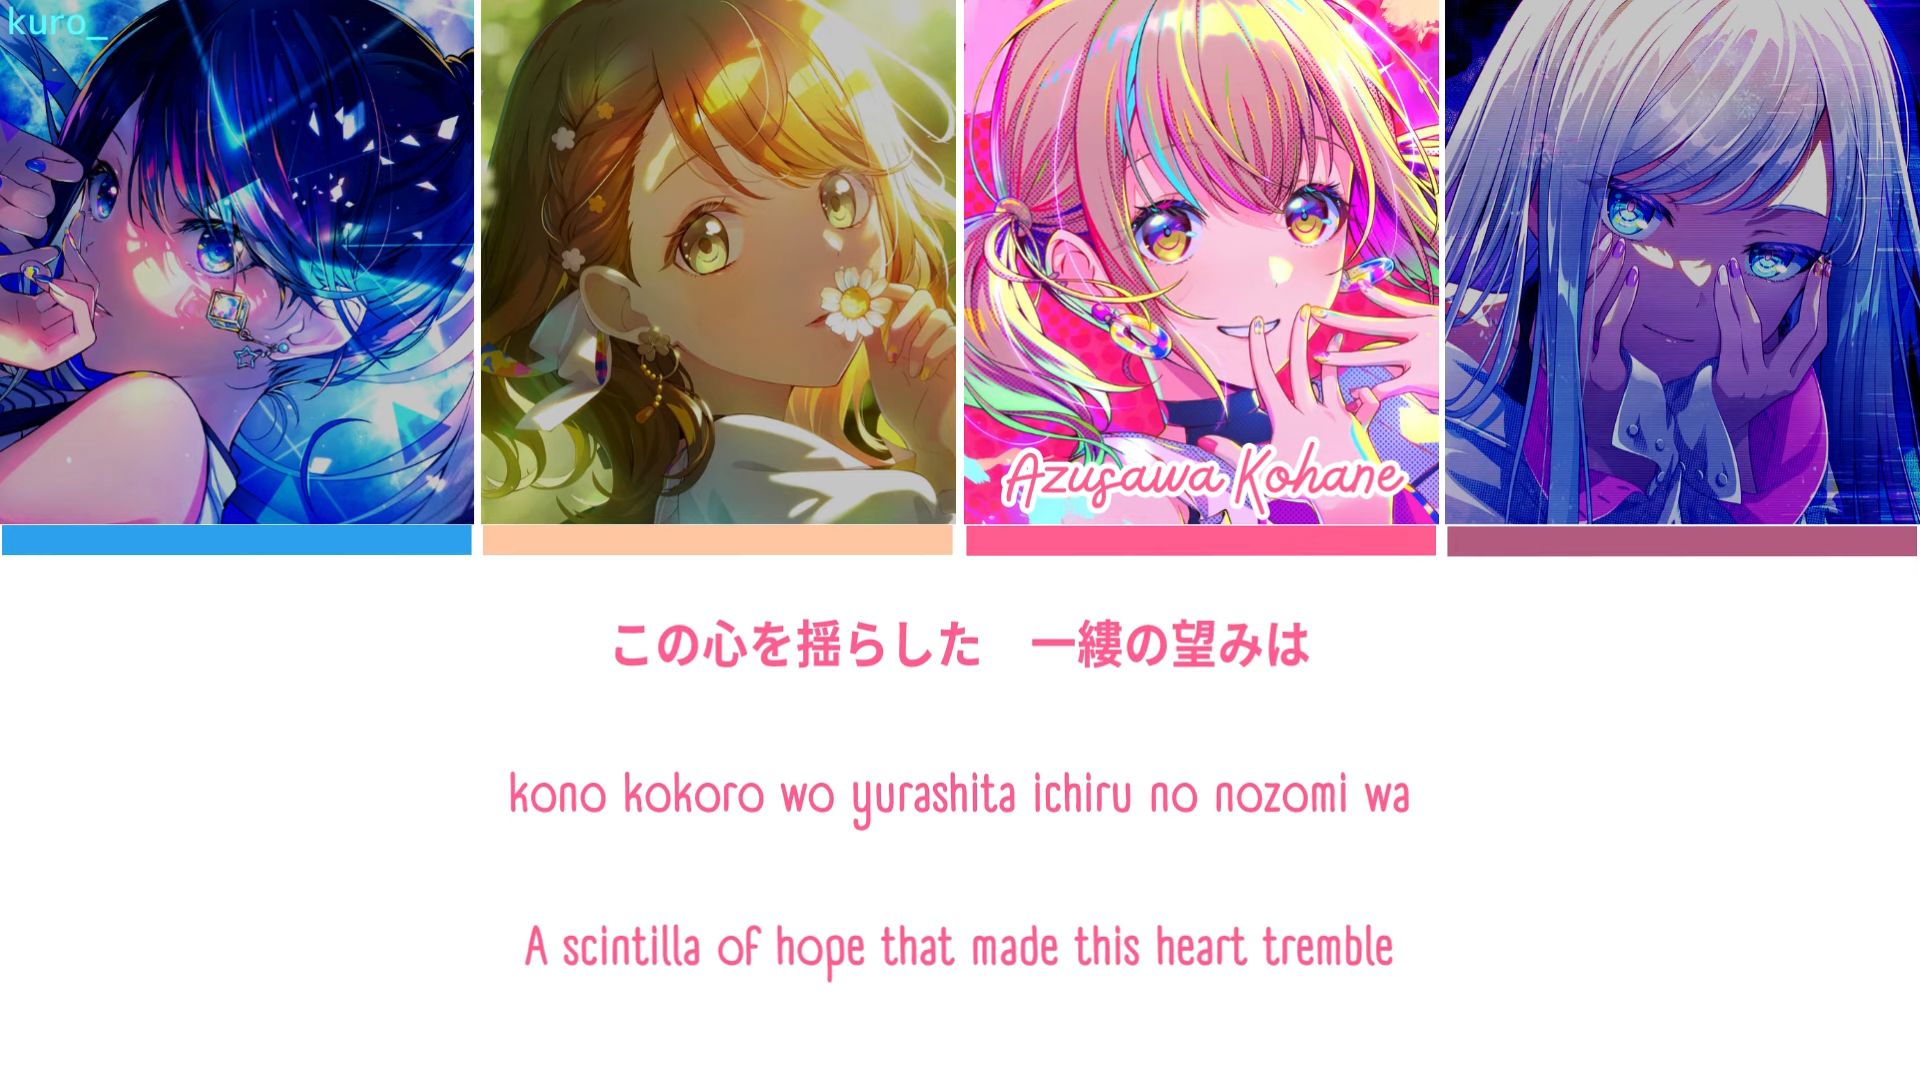 kuro_
Azusawa Kohane
この心を揺らした　一縷の望みは
kono kokoro wo yurashita ichiru no nozomi wa
A scintilla of hope that made this heart tremble